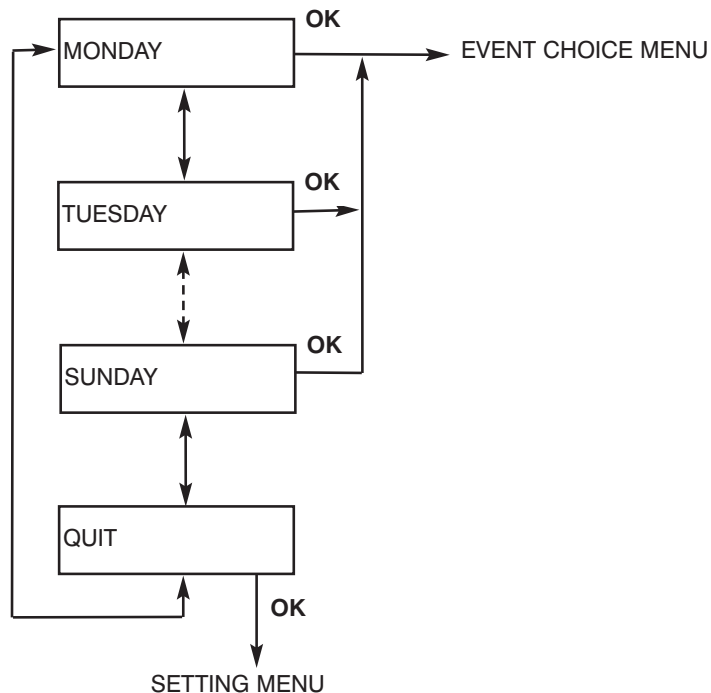 OK
MONDAY
EVENT CHOICE MENU
OK
TUESDAY
OK
SUNDAY
QUIT
OK
SETTING MENU